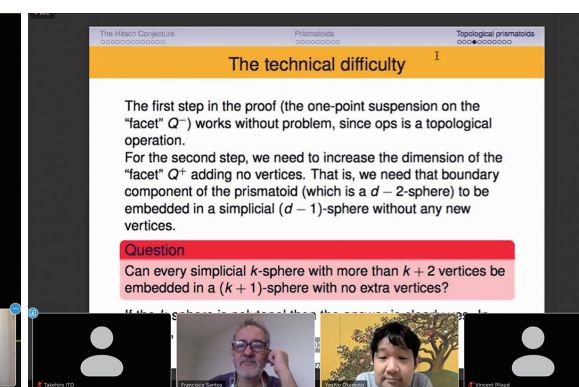 The Hirsch Conjecture
Prismatoids
Topological prismatoids
The technical difficulty
The first step in the proof (the one-point suspension on the
“facet” Q⁻) works without problem, since ops is a topological
operation.
For the second step, we need to increase the dimension of the
“facet” Q⁺ adding no vertices. That is, we need that boundary
component of the prismatoid (which is a d − 2-sphere) to be
embedded in a simplicial (d − 1)-sphere without any new
vertices.
Question
Can every simplicial k-sphere with more than k + 2 vertices be
embedded in a (k + 1)-sphere with no extra vertices?
Takehiro ITO
Francisco Santos
Vincent Pilaud